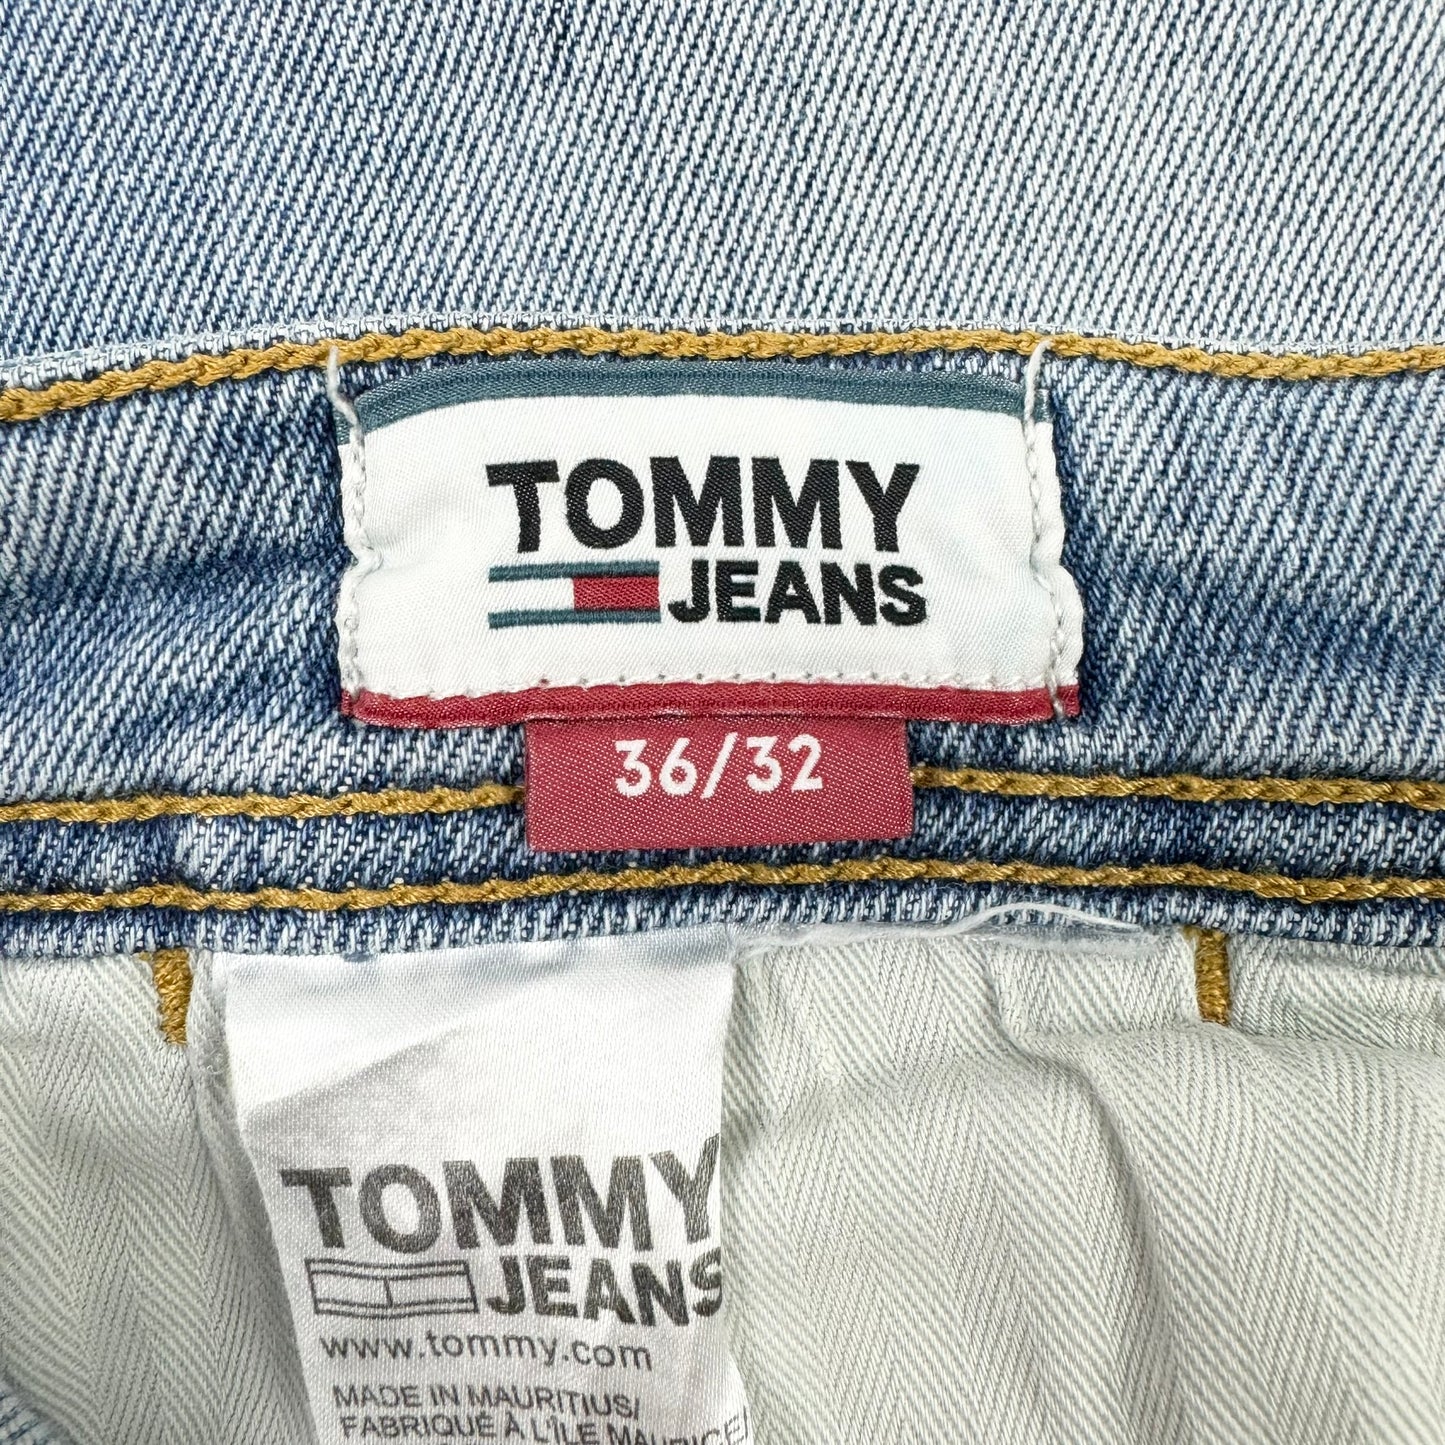 TOMMY
JEANS
36/32
TOMMY
JEANS
www.tommy.com
MADE IN MAURITIUS/
FABRIQUÉ À L'ÎLE MAURICE/